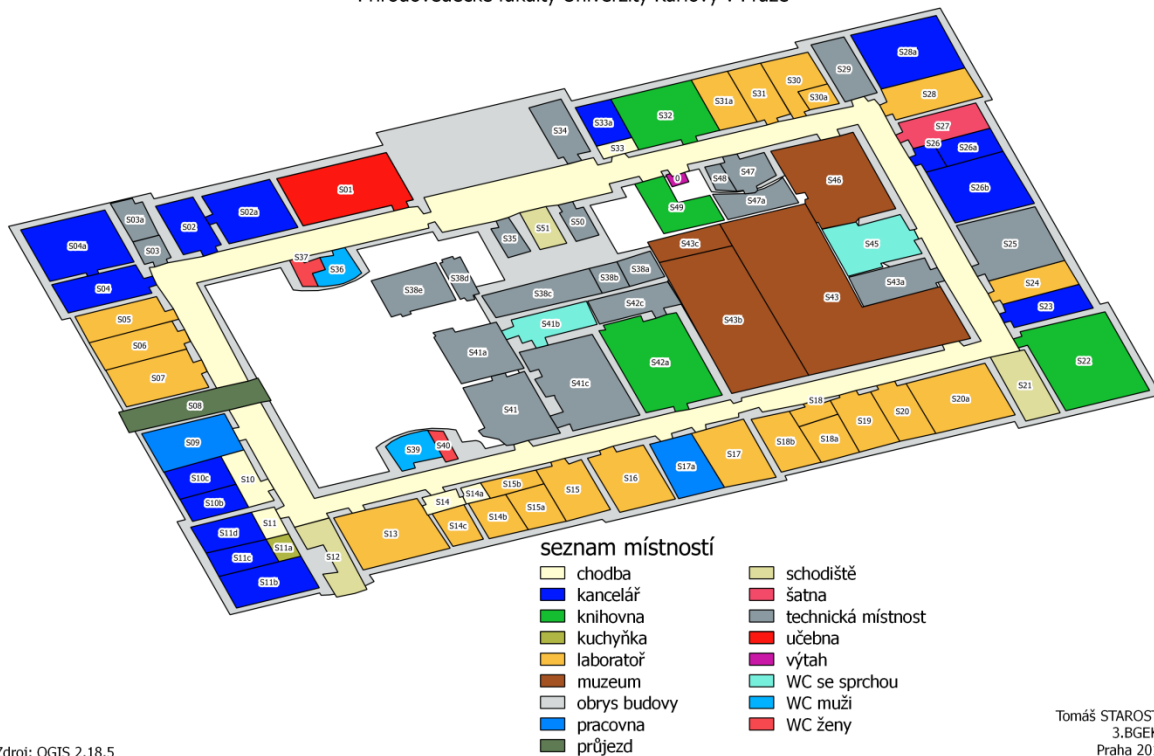 S28a
S29
S30
S28
S31
S30a
S31a
S32
S33a
S34
S33
S27
S26
S26a
S26b
S01
S47
S48
0
S46
S47a
S49
S02a
S02
S03a
S03
S04a
S04
S50
S51
S35
S45
S25
S43c
S37
S36
S38a
S38b
S38d
S38e
S38c
S42c
S43a
S24
S23
S43
S43b
S05
S06
S07
S41b
S41a
S41c
S42a
S22
S21
S08
S41
S18
S20a
S20
S19
S18a
S18b
S09
S39
S40
S17
S17a
S16
S10c
S10
S10b
S15
S15b
S14a
S14
S15a
S14b
S14c
S13
S11
S11d
S11a
S11c
S11b
S12
seznam místností
chodba
kancelář
knihovna
kuchyňka
laboratoř
muzeum
obrys budovy
pracovna
průjezd
schodiště
šatna
technická místnost
učebna
výtah
WC se sprchou
WC muži
WC ženy
Zdroj: QGIS 2.18.5
Tomáš STAROST
3.BGEK
Praha 20